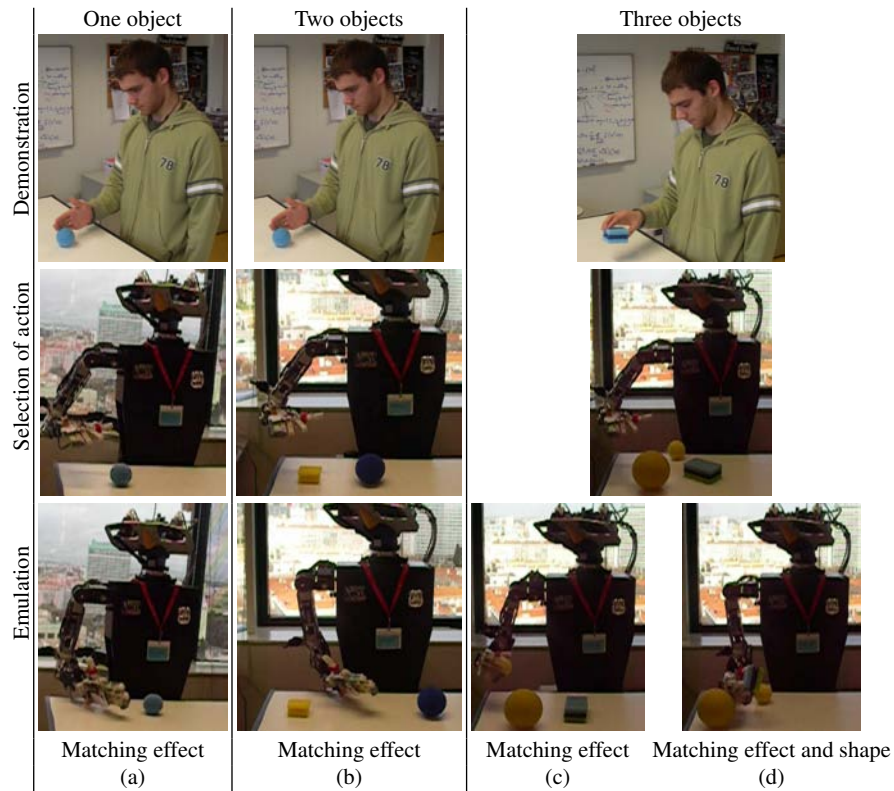 One object Two objects Three objects
Demonstration
78 78 78
Selection of action
Emulation
Matching effect Matching effect Matching effect Matching effect and shape
(a) (b) (c) (d)